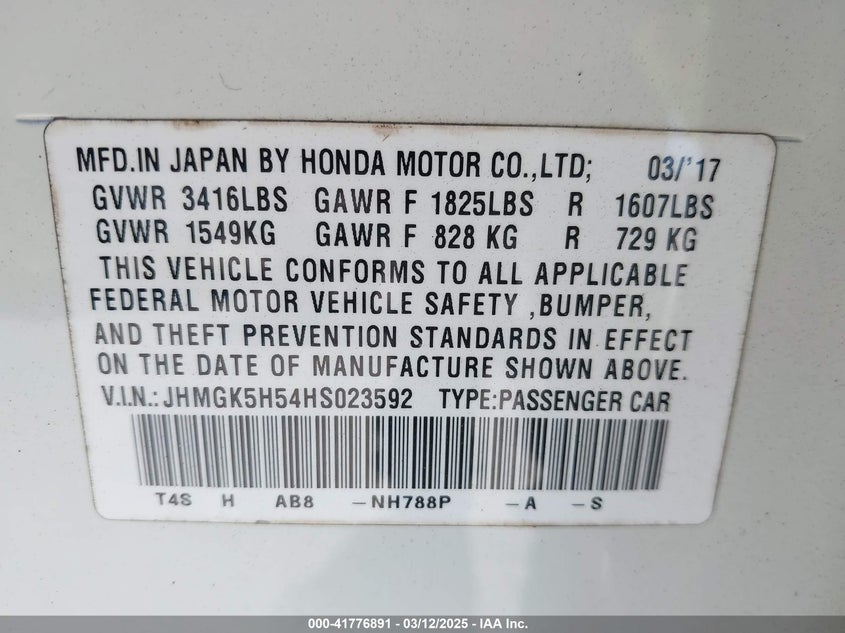 MFD.IN JAPAN BY HONDA MOTOR CO.,LTD; 03/'17
GVWR 3416LBS GAWR F 1825LBS R 1607LBS
GVWR 1549KG GAWR F 828 KG R 729 KG
THIS VEHICLE CONFORMS TO ALL APPLICABLE
FEDERAL MOTOR VEHICLE SAFETY ,BUMPER,
AND THEFT PREVENTION STANDARDS IN EFFECT
ON THE DATE OF MANUFACTURE SHOWN ABOVE.
V.I.N.: JHMGK5H54HS023592 TYPE:PASSENGER CAR
T4S H AB8 –NH788P –A –S
000-41776891 - 03/12/2025 - IAA Inc.